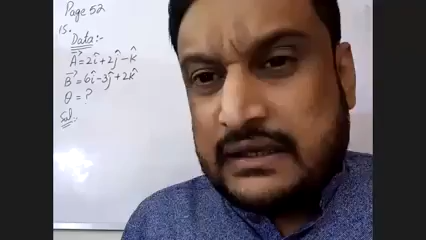 Page 52
15.
Data:-
A⃗ = 2î + 2ĵ - k̂
B⃗ = 6î - 3ĵ + 2k̂
θ = ?
Sol.